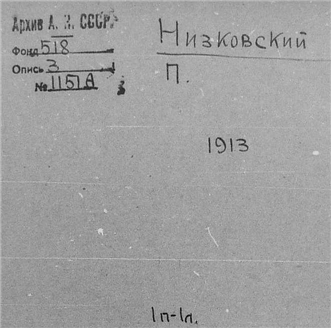 Архив А. Н. СССР
Фонд 518
Опись 3
№ 1151А
Низковский
П.
1913
1п-1л.